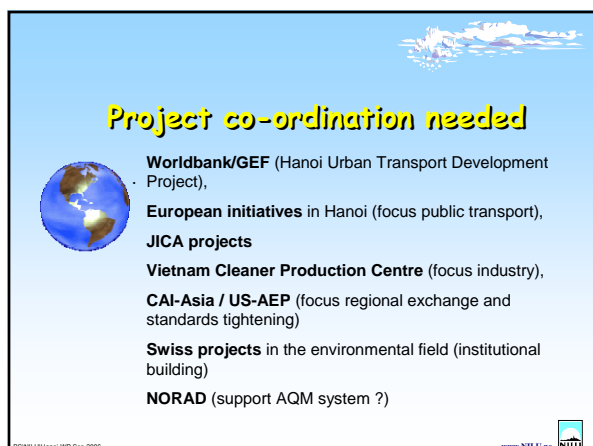 Project co-ordination needed
Worldbank/GEF (Hanoi Urban Transport Development
Project),
European initiatives in Hanoi (focus public transport),
JICA projects
Vietnam Cleaner Production Centre (focus industry),
CAI-Asia / US-AEP (focus regional exchange and
standards tightening)
Swiss projects in the environmental field (institutional
building)
NORAD (support AQM system ?)
NILU